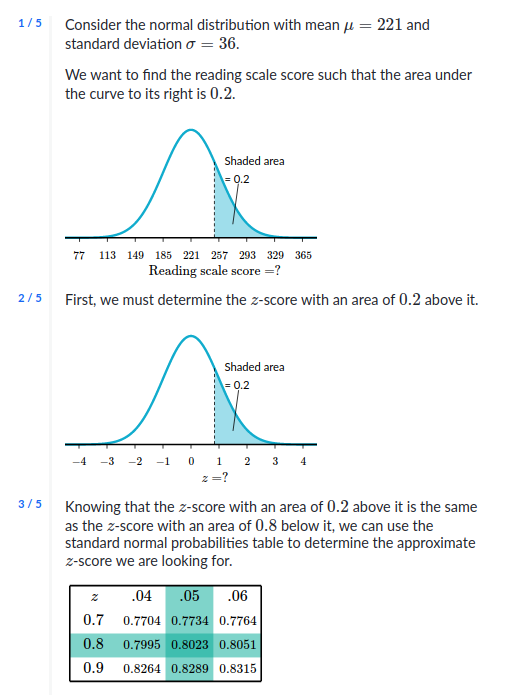 1 / 5
Consider the normal distribution with mean μ = 221 and
standard deviation σ = 36.
We want to find the reading scale score such that the area under
the curve to its right is 0.2.
Shaded area
= 0.2
77 113 149 185 221 257 293 329 365
Reading scale score =?
2 / 5
First, we must determine the z-score with an area of 0.2 above it.
Shaded area
= 0.2
−4 −3 −2 −1 0 1 2 3 4
z =?
3 / 5
Knowing that the z-score with an area of 0.2 above it is the same
as the z-score with an area of 0.8 below it, we can use the
standard normal probabilities table to determine the approximate
z-score we are looking for.
z .04 .05 .06
0.7 0.7704 0.7734 0.7764
0.8 0.7995 0.8023 0.8051
0.9 0.8264 0.8289 0.8315